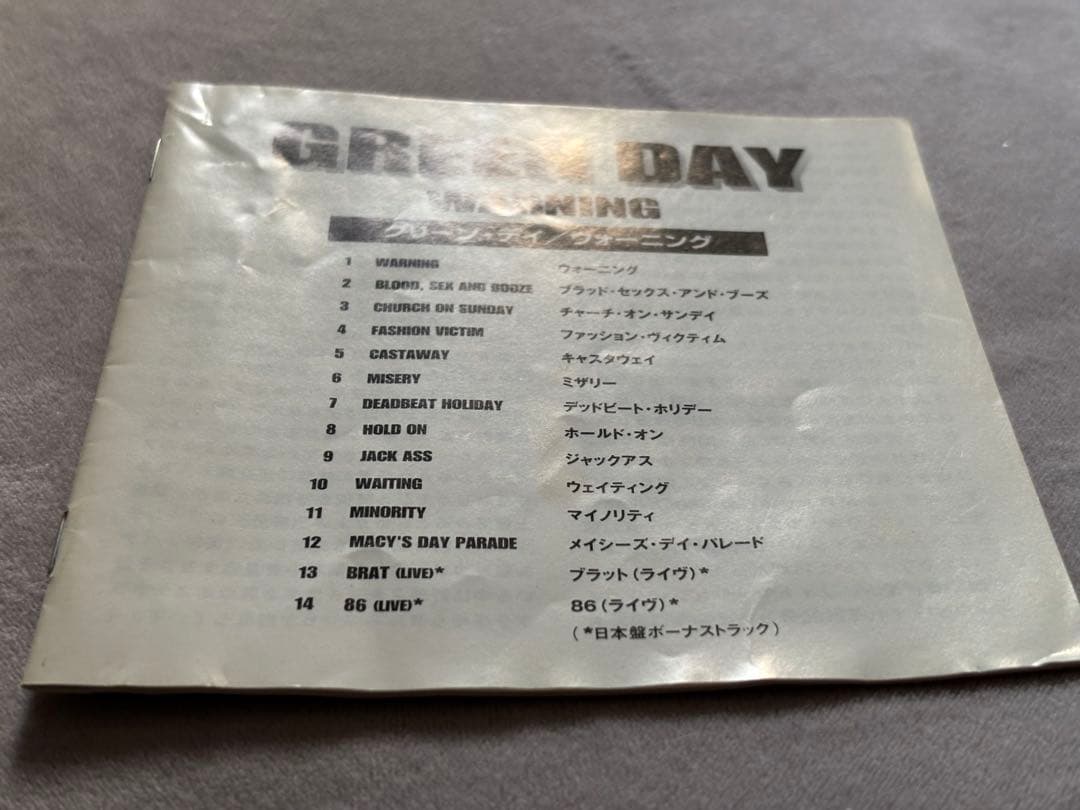 GREEN DAY
WARNING
グリーン・デイ／ウォーニング
1 WARNING ウォーニング
2 BLOOD, SEX AND BOOZE ブラッド・セックス・アンド・ブーズ
3 CHURCH ON SUNDAY チャーチ・オン・サンデイ
4 FASHION VICTIM ファッション・ヴィクティム
5 CASTAWAY キャスタウェイ
6 MISERY ミザリー
7 DEADBEAT HOLIDAY デッドビート・ホリデー
8 HOLD ON ホールド・オン
9 JACK ASS ジャックアス
10 WAITING ウェイティング
11 MINORITY マイノリティ
12 MACY'S DAY PARADE メイシーズ・デイ・パレード
13 BRAT (LIVE)* ブラット（ライヴ）*
14 86 (LIVE)* 86（ライヴ）*
（*日本盤ボーナストラック）